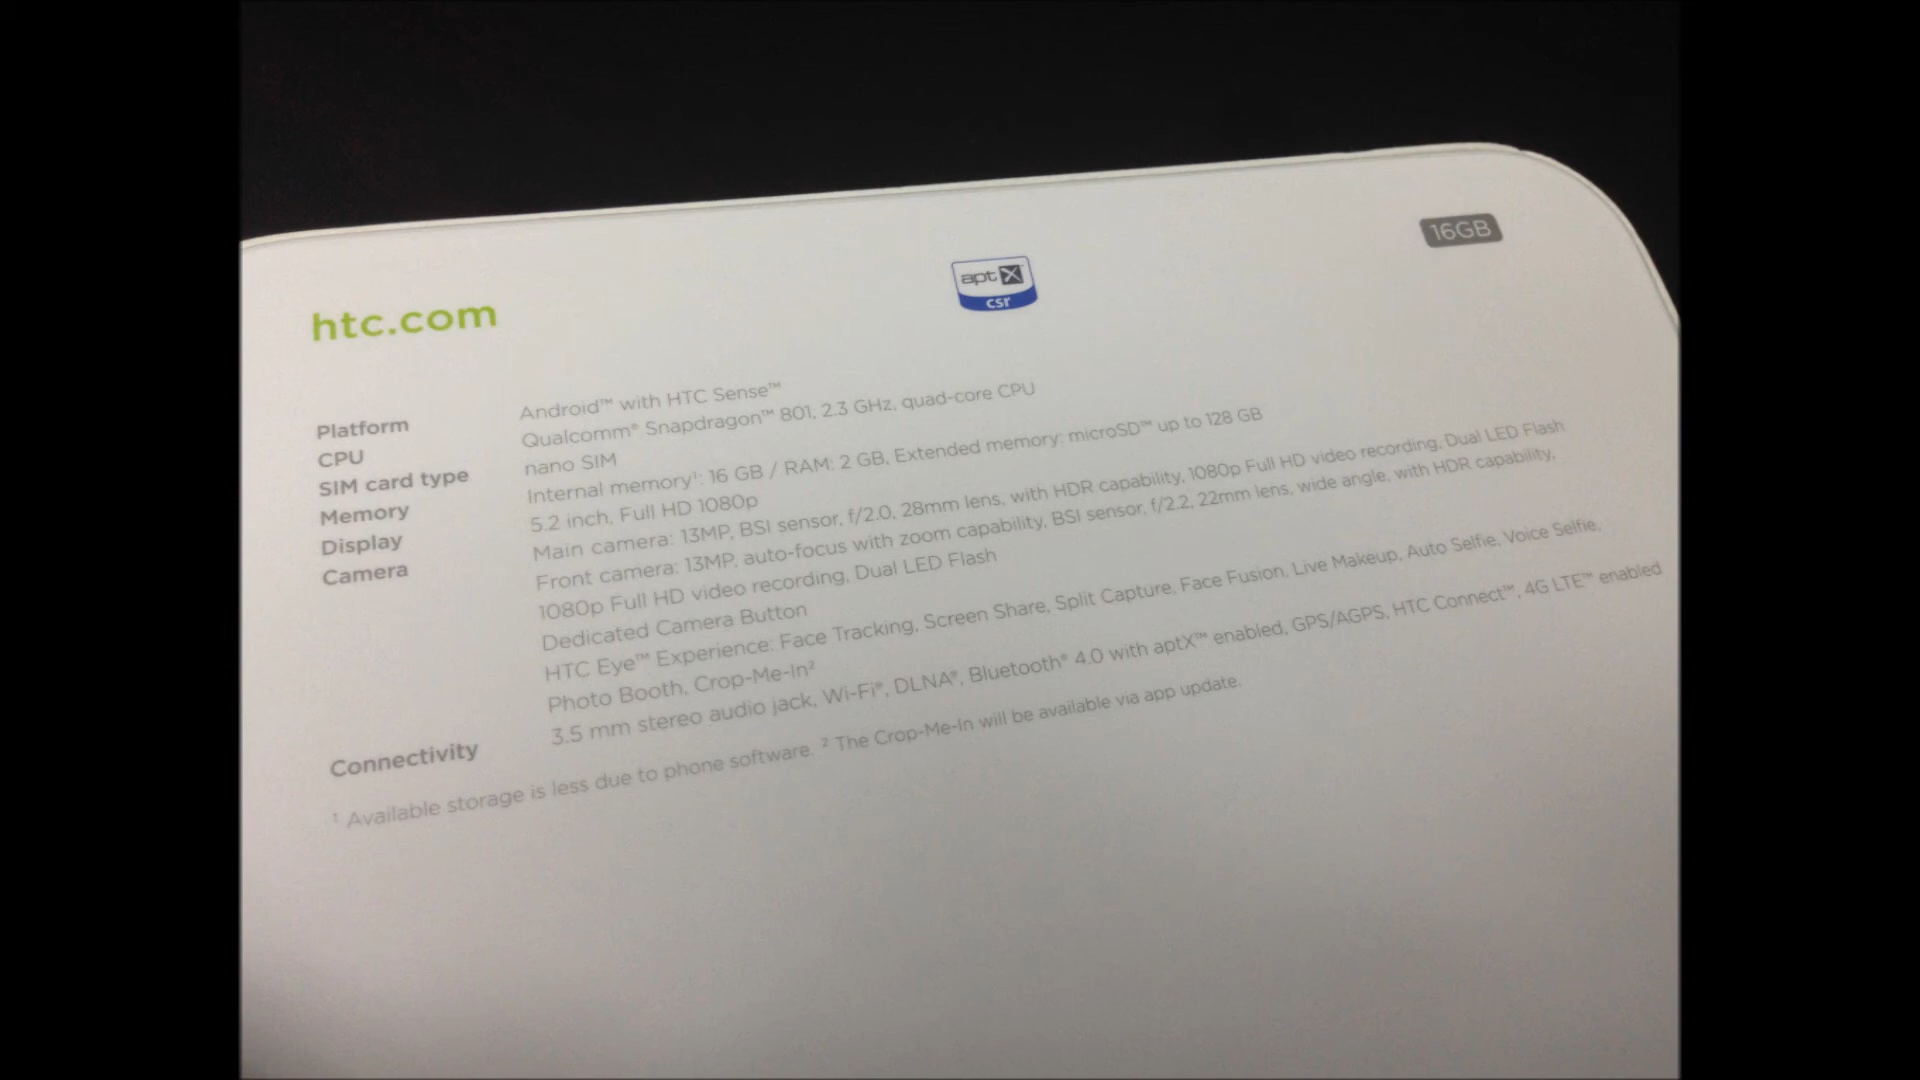 16GB
aptX
csr
htc.com
Platform Android™ with HTC Sense™
CPU Qualcomm® Snapdragon™ 801, 2.3 GHz, quad-core CPU
SIM card type nano SIM
Memory Internal memory¹: 16 GB / RAM: 2 GB, Extended memory: microSD™ up to 128 GB
Display 5.2 inch, Full HD 1080p
Camera Main camera: 13MP, BSI sensor, f/2.0, 28mm lens, with HDR capability, 1080p Full HD video recording, Dual LED Flash
Front camera: 13MP, auto-focus with zoom capability, BSI sensor, f/2.2, 22mm lens, wide angle, with HDR capability,
1080p Full HD video recording, Dual LED Flash
Dedicated Camera Button
HTC Eye™ Experience: Face Tracking, Screen Share, Split Capture, Face Fusion, Live Makeup, Auto Selfie, Voice Selfie,
Photo Booth, Crop-Me-In²
Connectivity 3.5 mm stereo audio jack, Wi-Fi®, DLNA®, Bluetooth® 4.0 with aptX™ enabled, GPS/AGPS, HTC Connect™, 4G LTE™ enabled
¹ Available storage is less due to phone software. ² The Crop-Me-In will be available via app update.